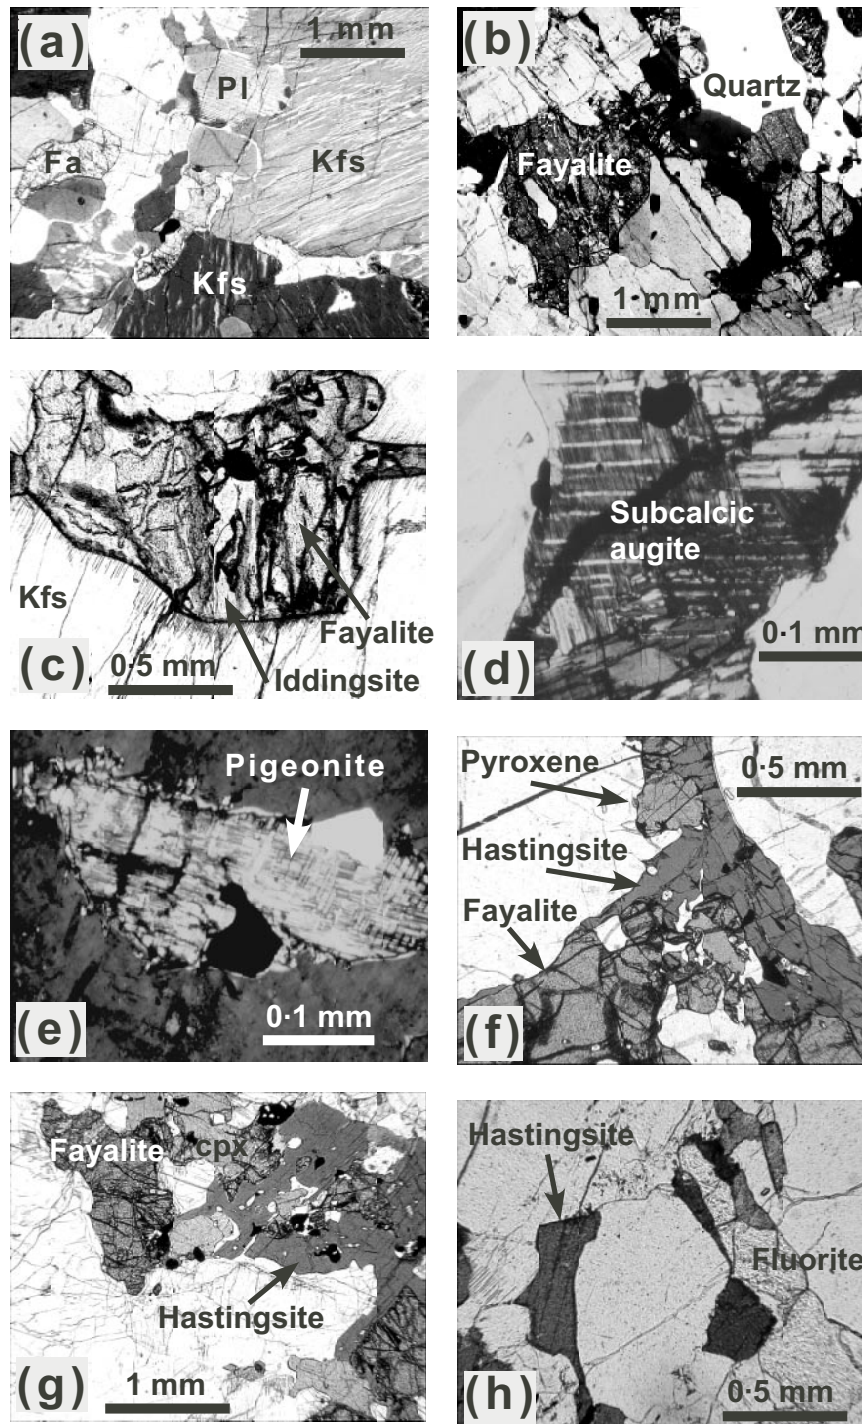 (a)
1 mm
Pl
Fa
Kfs
Kfs
(b)
Quartz
Fayalite
1 mm
Kfs
Fayalite
Iddingsite
0·5 mm
(c)
Subcalcic
augite
0·1 mm
(d)
Pigeonite
0·1 mm
(e)
Pyroxene
0·5 mm
Hastingsite
Fayalite
(f)
Fayalite
cpx
Hastingsite
1 mm
(g)
Hastingsite
Fluorite
0·5 mm
(h)